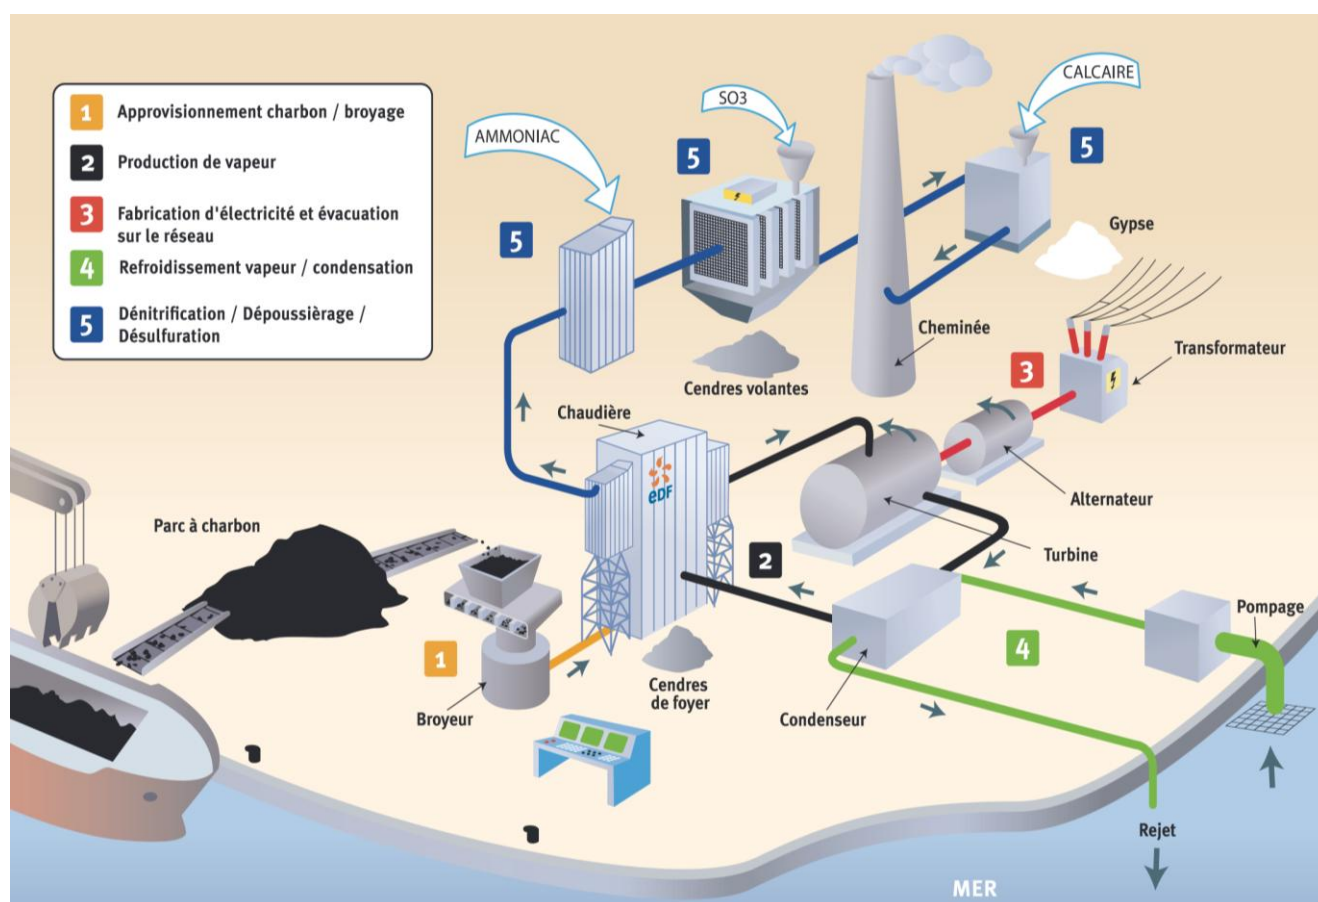 1 Approvisionnement charbon / broyage
2 Production de vapeur
3 Fabrication d'électricité et évacuation
sur le réseau
4 Refroidissement vapeur / condensation
5 Dénitrification / Dépoussièrage /
Désulfuration
AMMONIAC
SO3
CALCAIRE
5
5
5
Gypse
Cheminée
Transformateur
3
Cendres volantes
Chaudière
eDF
Alternateur
Parc à charbon
Turbine
2
Pompage
4
1
Cendres
de foyer
Broyeur
Condenseur
Rejet
MER